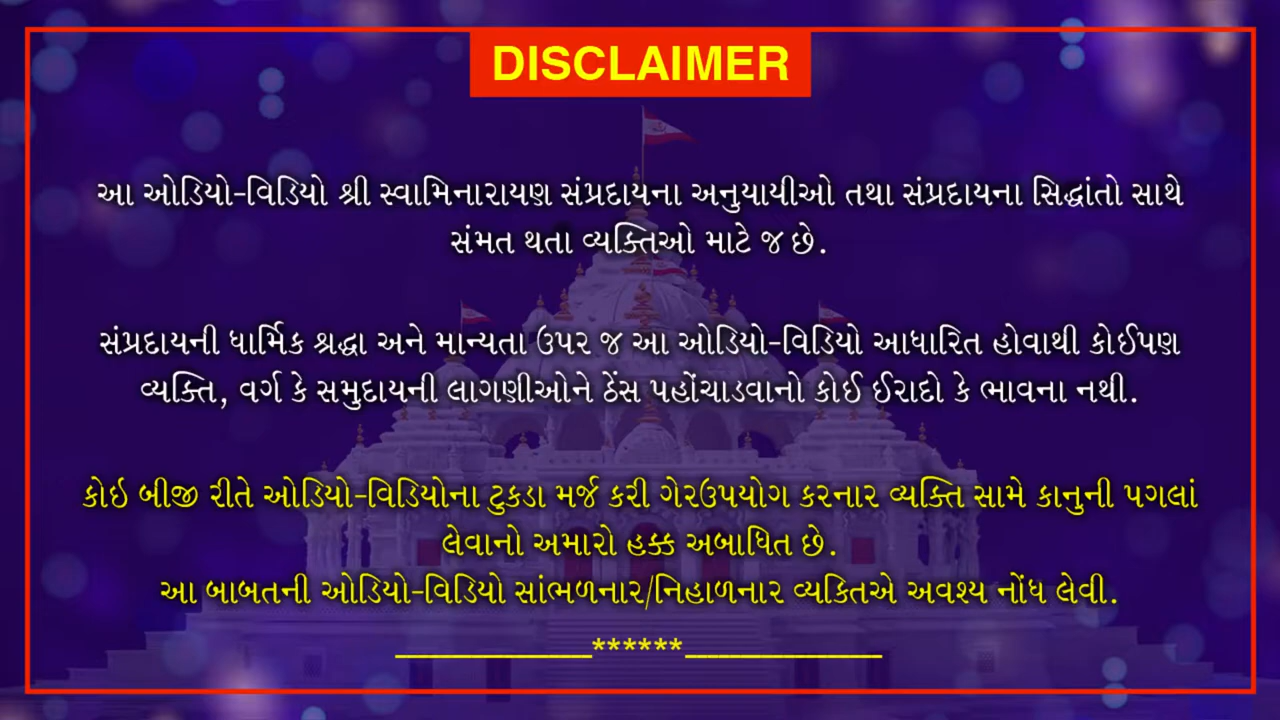 DISCLAIMER
આ ઓડિયો-વિડિયો શ્રી સ્વામિનારાયણ સંપ્રદાયના અનુયાયીઓ તથા સંપ્રદાયના સિદ્ધાંતો સાથે
સંમત થતા વ્યક્તિઓ માટે જ છે.
સંપ્રદાયની ધાર્મિક શ્રદ્ધા અને માન્યતા ઉપર જ આ ઓડિયો-વિડિયો આધારિત હોવાથી કોઈપણ
વ્યક્તિ, વર્ગ કે સમુદાયની લાગણીઓને ઠેંસ પહોંચાડવાનો કોઈ ઈરાદો કે ભાવના નથી.
કોઇ બીજી રીતે ઓડિયો-વિડિયોના ટુકડા મર્જ કરી ગેરઉપયોગ કરનાર વ્યક્તિ સામે કાનુની પગલાં
લેવાનો અમારો હક્ક અબાધિત છે.
આ બાબતની ઓડિયો-વિડિયો સાંભળનાર/નિહાળનાર વ્યકિતએ અવશ્ય નોંધ લેવી.
______________******______________